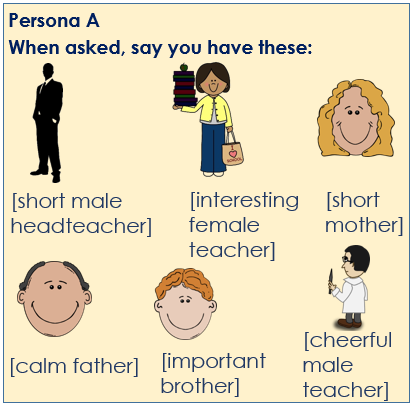 Persona A
When asked, say you have these:
I
SCHOOL
[short male
headteacher]
[interesting
female
teacher]
[short
mother]
[calm father]
[important
brother]
[cheerful
male
teacher]